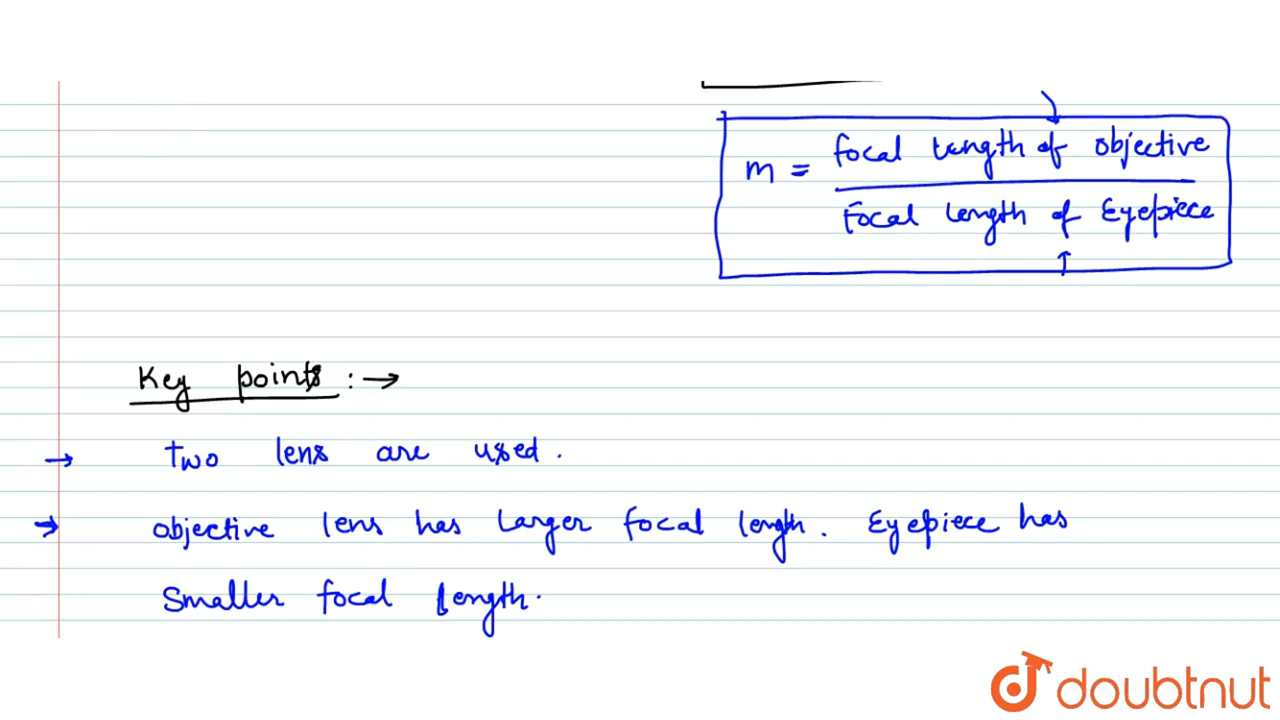 m = focal length of objective
Focal length of Eyepiece
Key points : →
→ Two lens are used.
→ Objective lens has larger focal length. Eyepiece has
smaller focal length.
doubtnut